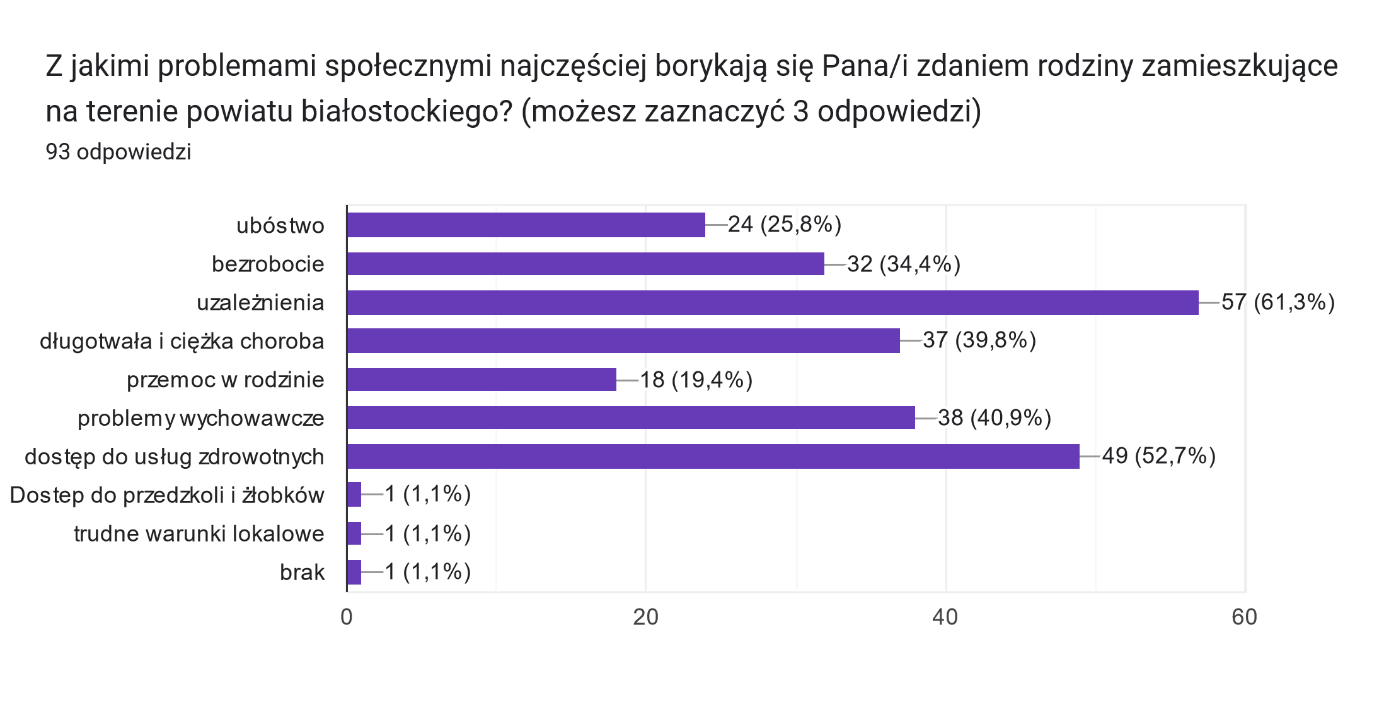 Z jakimi problemami społecznymi najczęściej borykają się Pana/i zdaniem rodziny zamieszkujące
na terenie powiatu białostockiego? (możesz zaznaczyć 3 odpowiedzi)
93 odpowiedzi
ubóstwo 24 (25,8%)
bezrobocie 32 (34,4%)
uzależnienia 57 (61,3%)
długotwała i ciężka choroba 37 (39,8%)
przemoc w rodzinie 18 (19,4%)
problemy wychowawcze 38 (40,9%)
dostęp do usług zdrowotnych 49 (52,7%)
Dostep do przedzkoli i żłobków 1 (1,1%)
trudne warunki lokalowe 1 (1,1%)
brak 1 (1,1%)
0 20 40 60